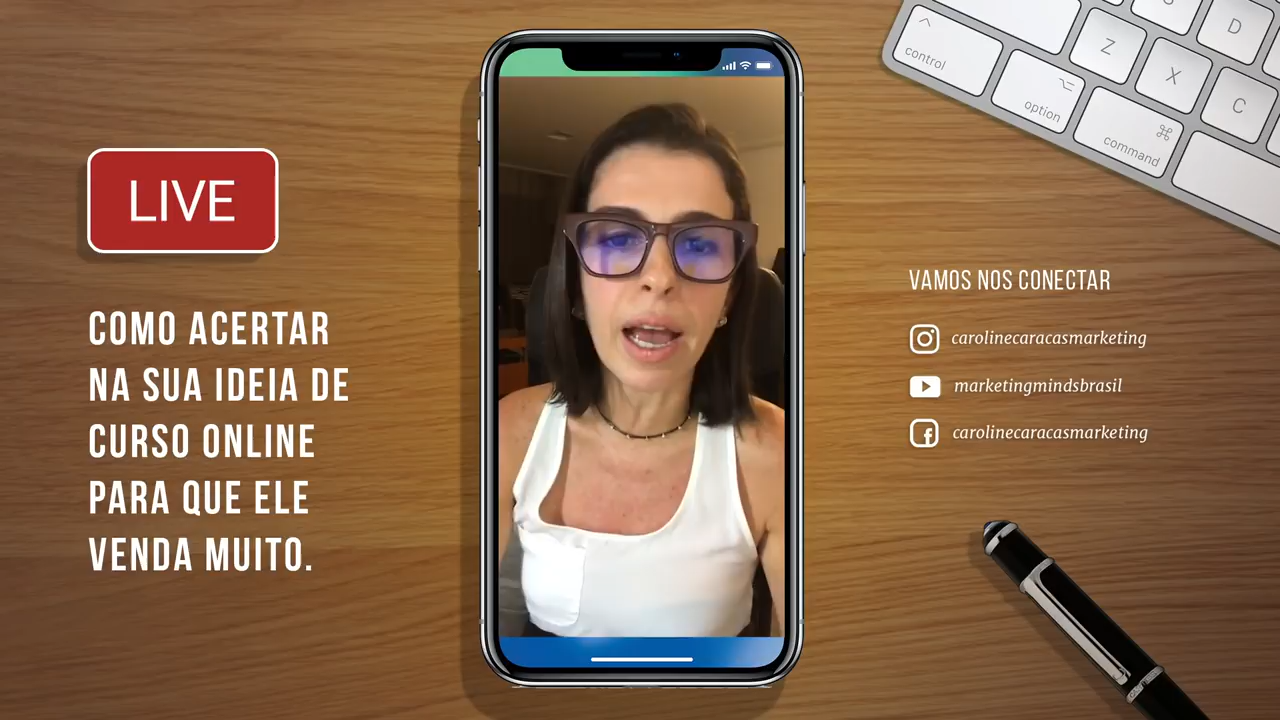 LIVE
COMO ACERTAR
NA SUA IDEIA DE
CURSO ONLINE
PARA QUE ELE
VENDA MUITO.
control
option
command
Z
X
C
S
D
VAMOS NOS CONECTAR
carolinecaracasmarketing
marketingmindsbrasil
carolinecaracasmarketing